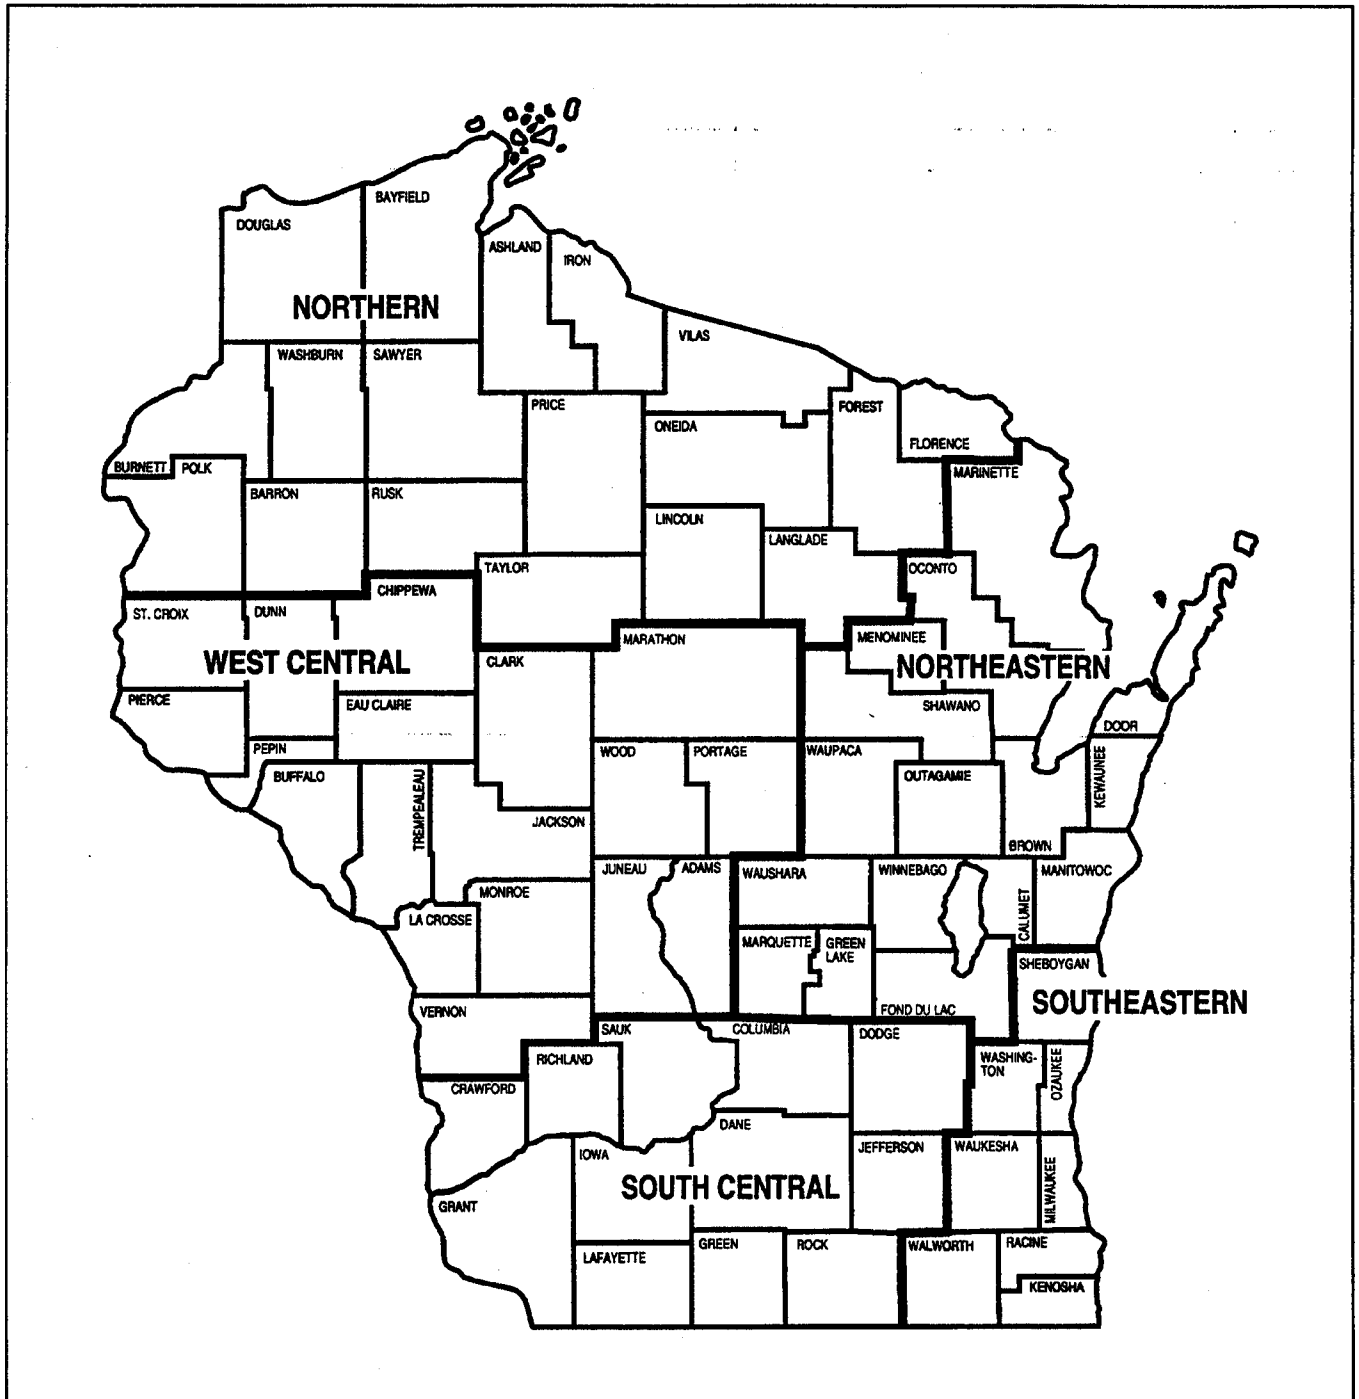 BAYFIELD
DOUGLAS
ASHLAND
IRON
NORTHERN
VILAS
WASHBURN
SAWYER
PRICE
FOREST
ONEIDA
FLORENCE
BURNETT
POLK
MARINETTE
BARRON
RUSK
LINCOLN
LANGLADE
TAYLOR
OCONTO
CHIPPEWA
ST. CROIX
DUNN
MARATHON
MENOMINEE
WEST CENTRAL
CLARK
NORTHEASTERN
PIERCE
EAU CLAIRE
SHAWANO
DOOR
PEPIN
WOOD
PORTAGE
WAUPACA
BUFFALO
OUTAGAMIE
KEWAUNEE
TREMPEALEAU
JACKSON
BROWN
JUNEAU
ADAMS
WAUSHARA
WINNEBAGO
MANITOWOC
MONROE
CALUMET
LA CROSSE
MARQUETTE
GREEN
LAKE
SHEBOYGAN
SOUTHEASTERN
VERNON
FOND DU LAC
SAUK
COLUMBIA
DODGE
RICHLAND
WASHING-
TON
OZAUKEE
CRAWFORD
DANE
IOWA
JEFFERSON
WAUKESHA
MILWAUKEE
SOUTH CENTRAL
GRANT
GREEN
ROCK
WALWORTH
RACINE
LAFAYETTE
KENOSHA